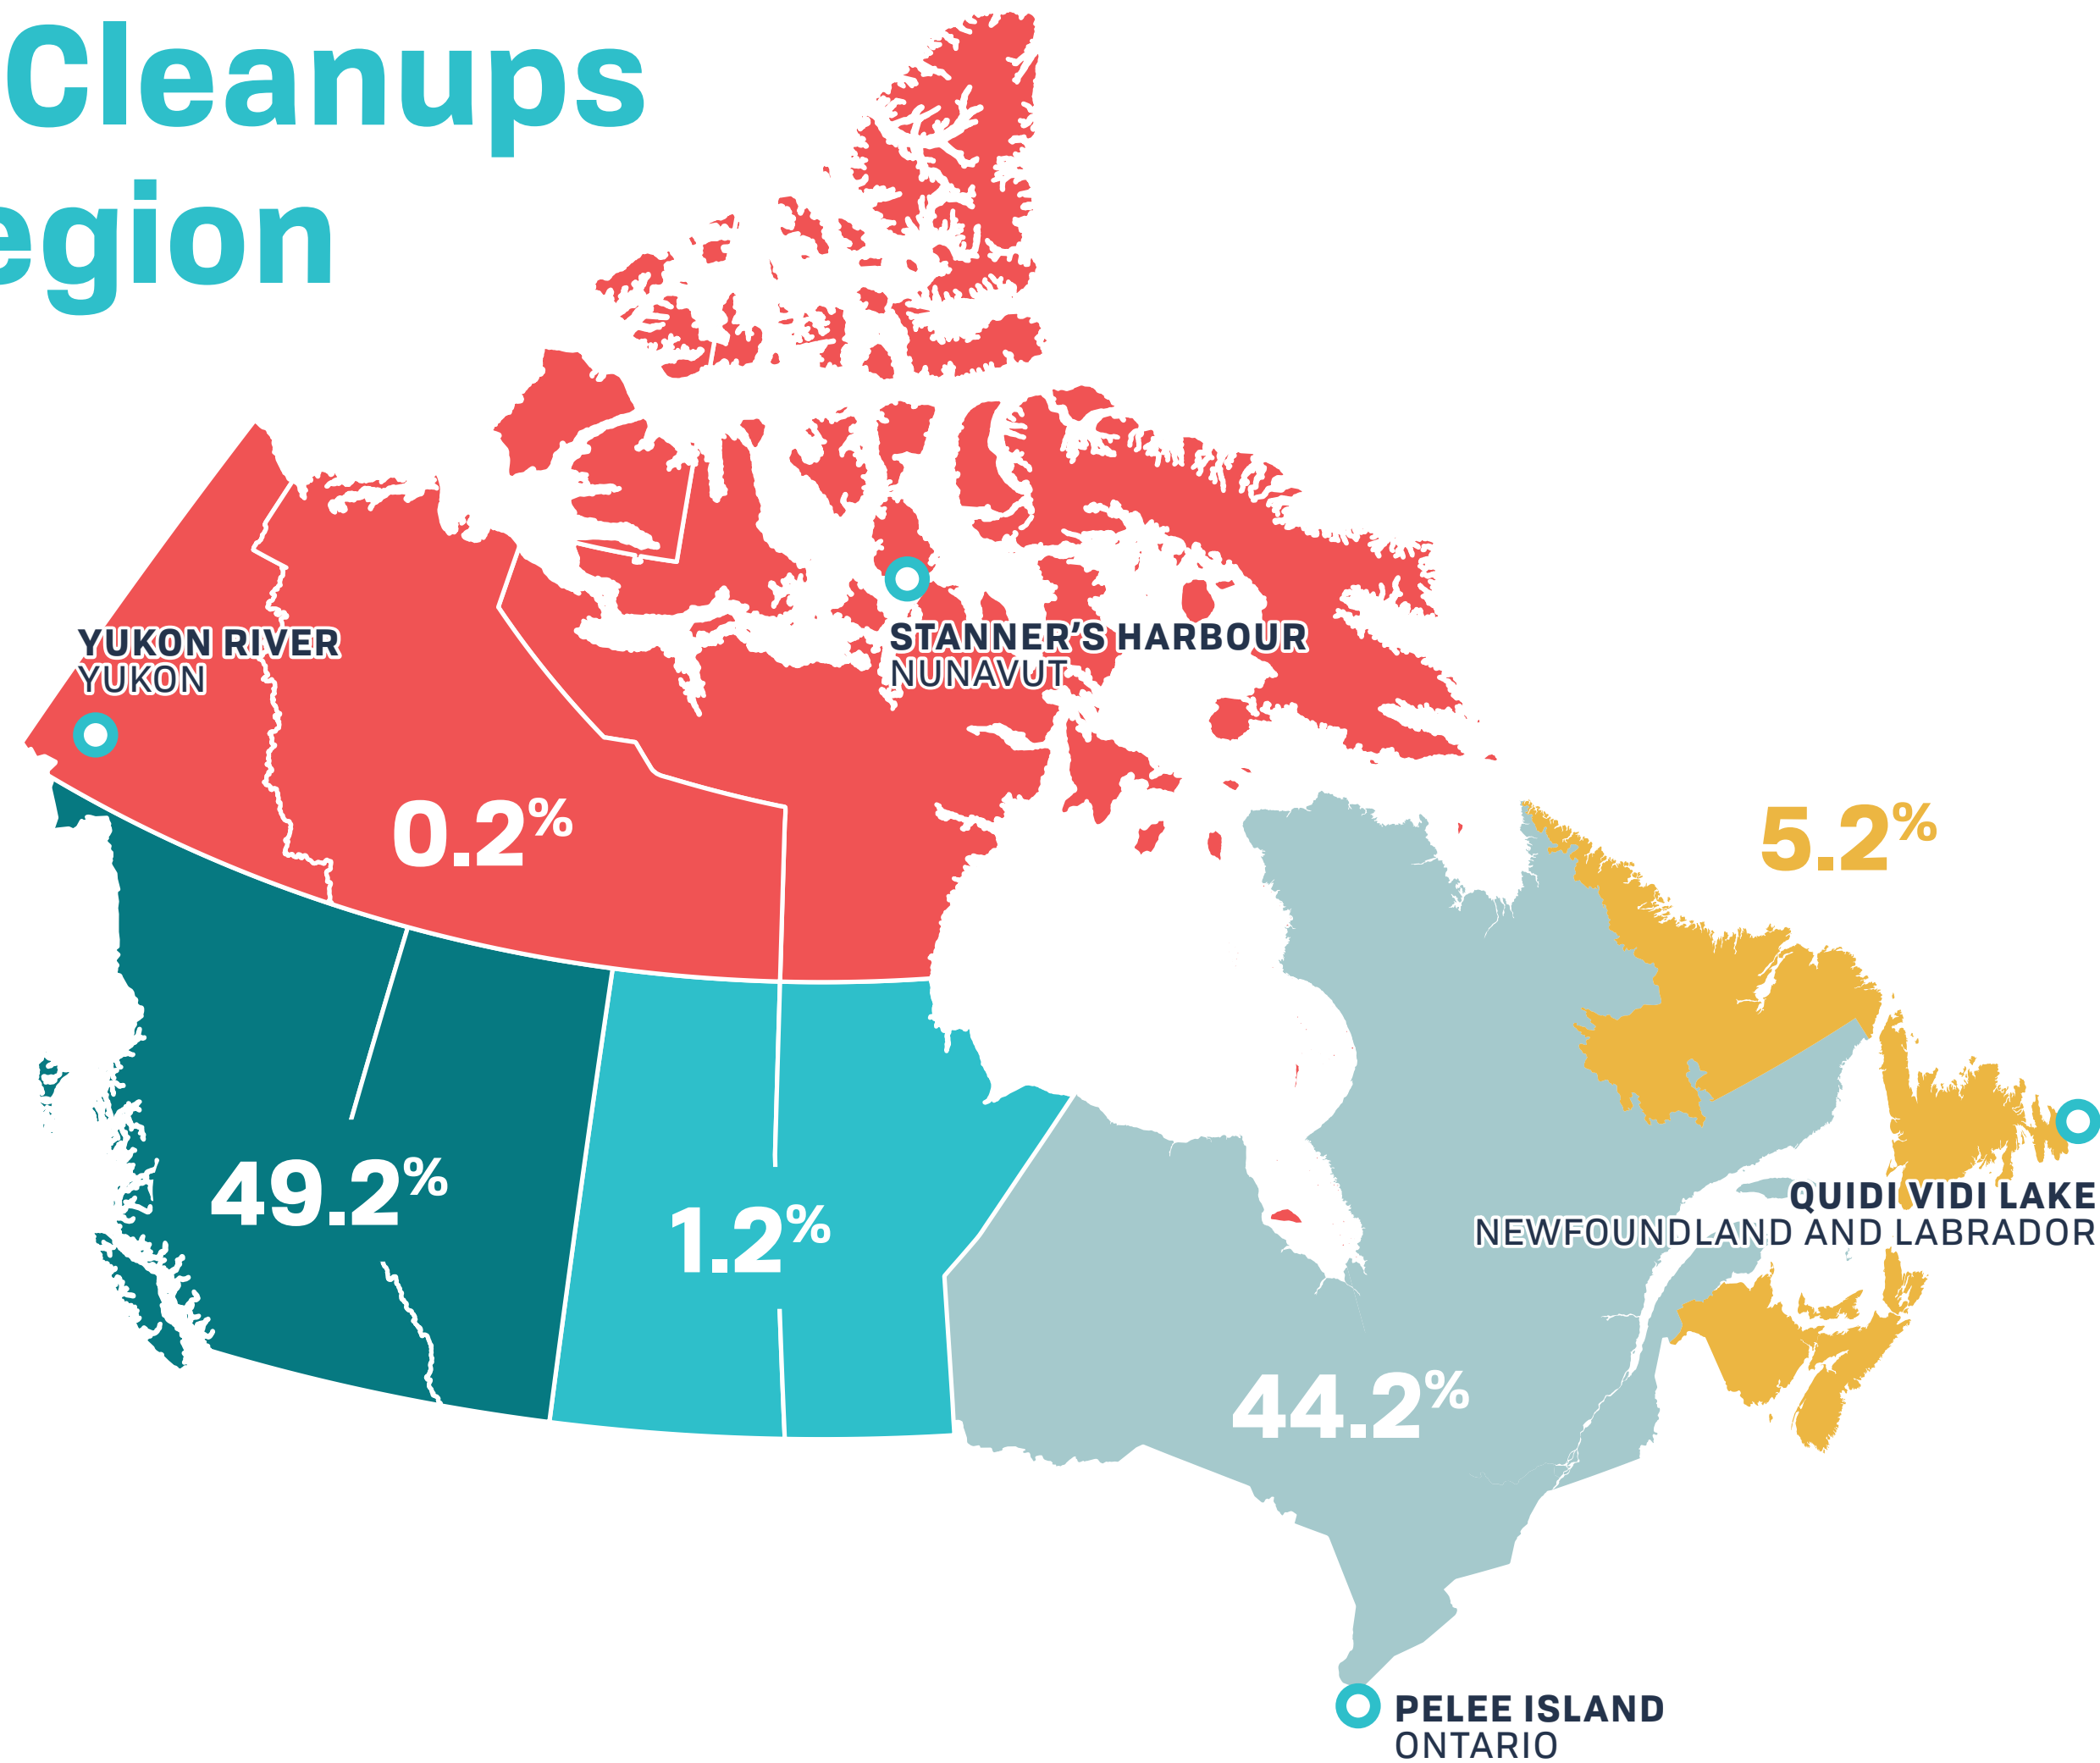 Cleanups
egion
YUKON RIVER
YUKON
STANNER'S HARBOUR
NUNAVUT
0.2%
5.2%
49.2%
1.2%
QUIDI VIDI LAKE
NEWFOUNDLAND AND LABRADOR
44.2%
PELEE ISLAND
ONTARIO